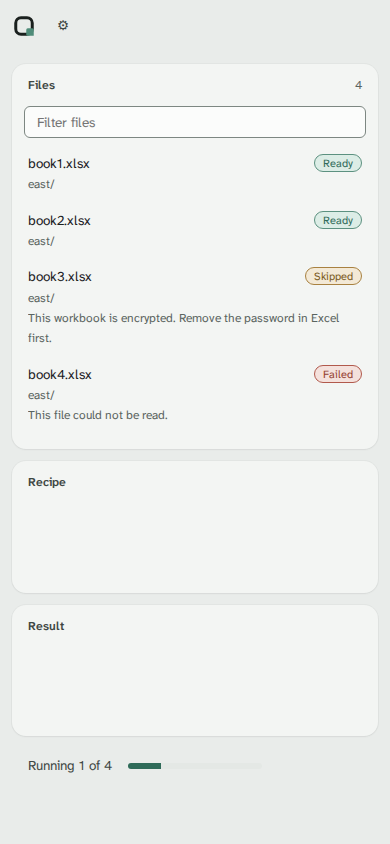 Files
4
Filter files
book1.xlsx
Ready
east/
book2.xlsx
Ready
east/
book3.xlsx
Skipped
east/
This workbook is encrypted. Remove the password in Excel
first.
book4.xlsx
Failed
east/
This file could not be read.
Recipe
Result
Running 1 of 4